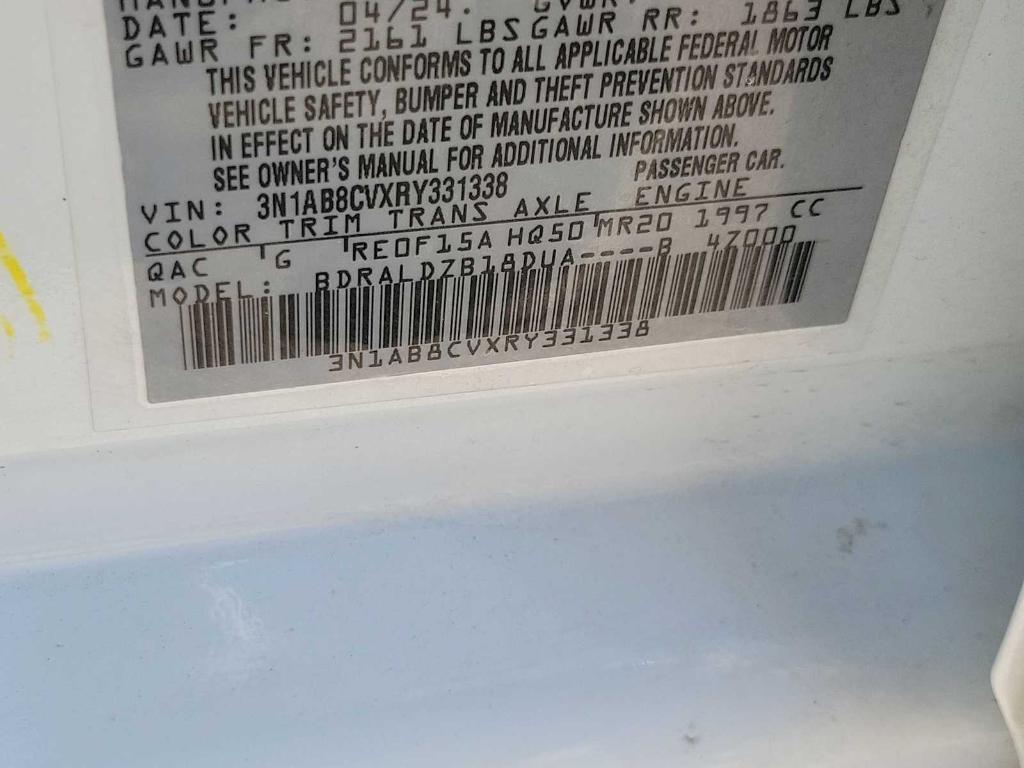 DATE: 04/24.
GAWR FR: 2161 LBS GAWR RR: 1863 LBS
THIS VEHICLE CONFORMS TO ALL APPLICABLE FEDERAL MOTOR
VEHICLE SAFETY, BUMPER AND THEFT PREVENTION STANDARDS
IN EFFECT ON THE DATE OF MANUFACTURE SHOWN ABOVE.
SEE OWNER'S MANUAL FOR ADDITIONAL INFORMATION.
VIN: 3N1AB8CVXRY331338 PASSENGER CAR.
COLOR TRIM TRANS AXLE ENGINE
QAC G RE0F15A HQ50 MR20 1997 CC
MODEL: BDRALDZB18DUA----B 47000
3N1AB8CVXRY331338